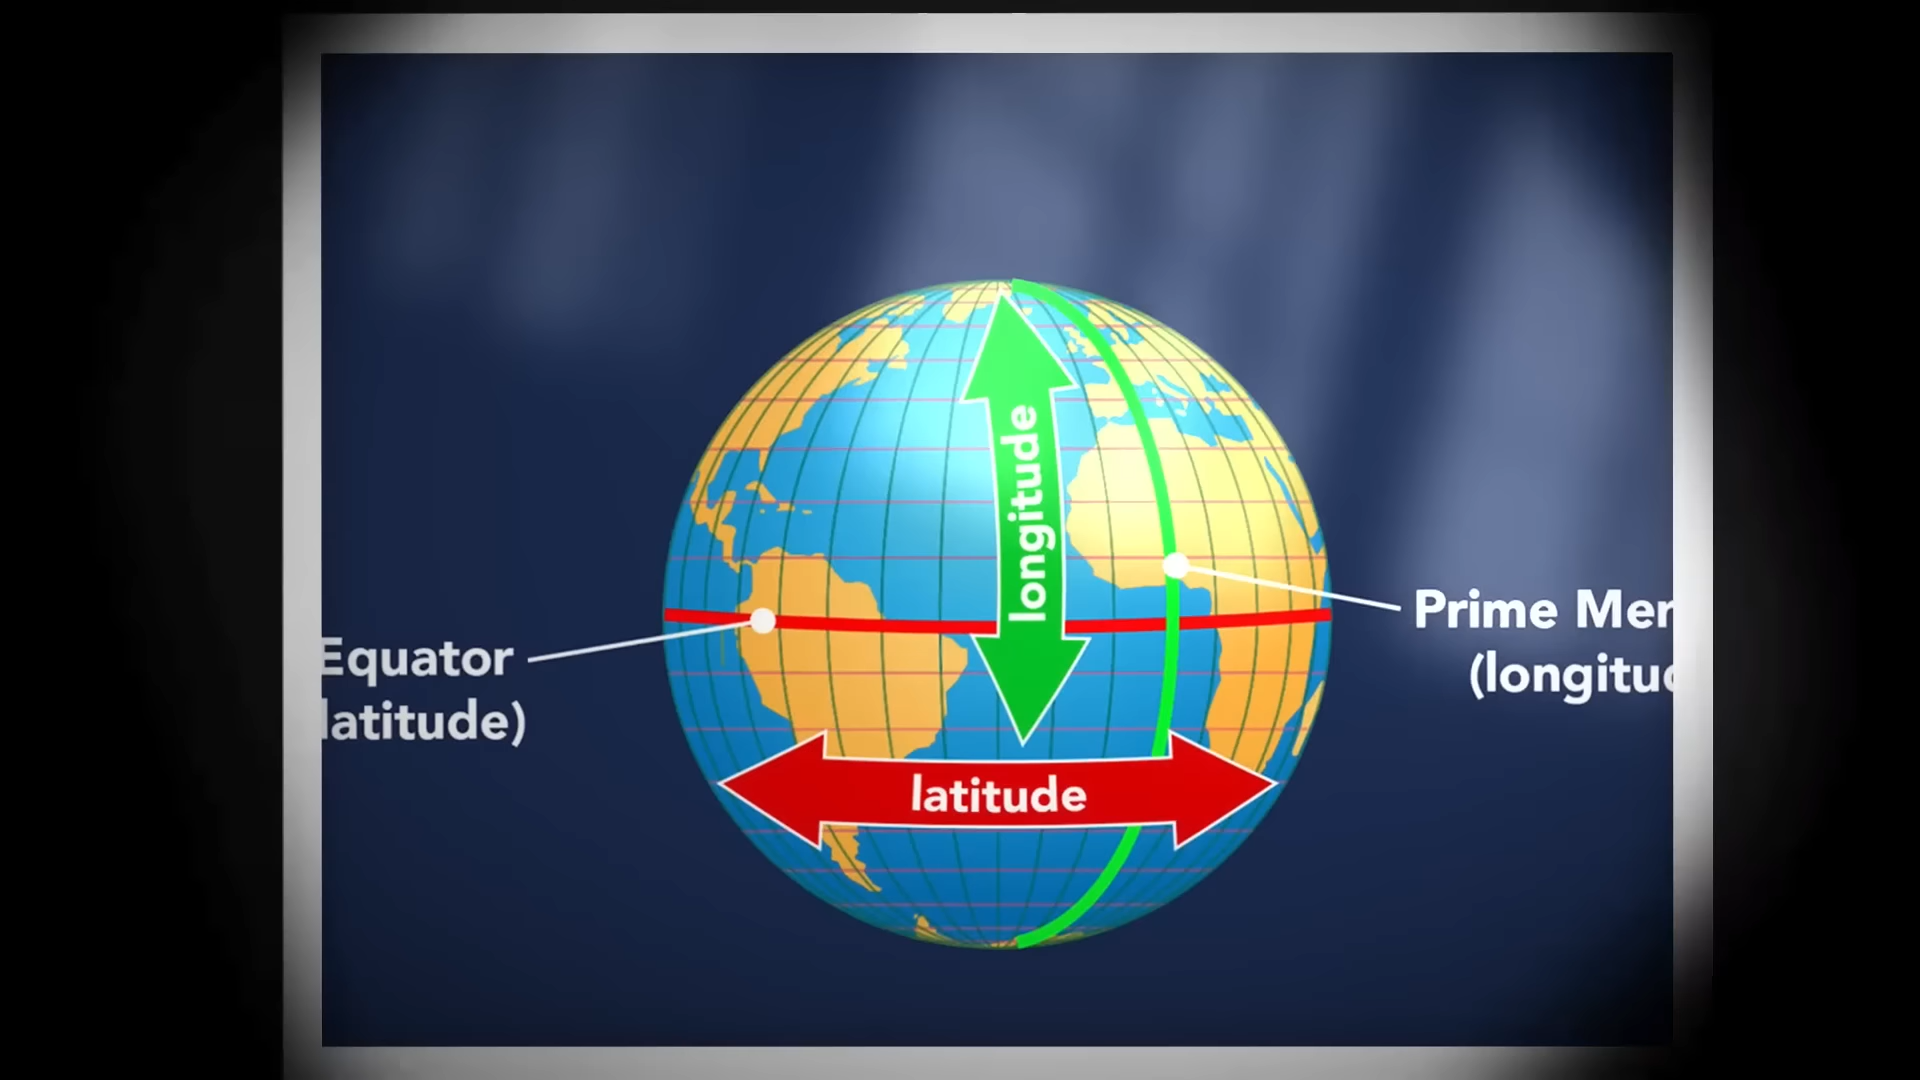 longitude
Prime Mer
Equator
(longitu
latitude)
latitude